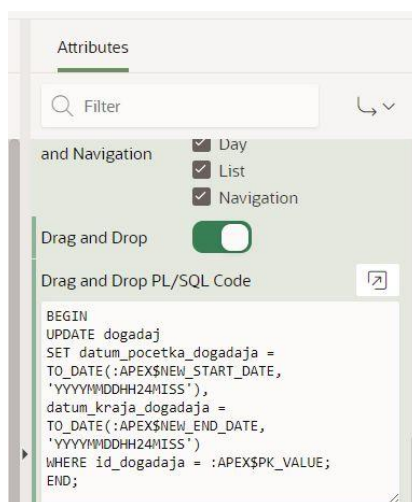 Attributes
Filter
and Navigation
Day
List
Navigation
Drag and Drop
Drag and Drop PL/SQL Code
BEGIN
UPDATE dogadaj
SET datum_pocetka_dogadaja =
TO_DATE(:APEX$NEW_START_DATE,
'YYYYMMDDHH24MISS'),
datum_kraja_dogadaja =
TO_DATE(:APEX$NEW_END_DATE,
'YYYYMMDDHH24MISS')
WHERE id_dogadaja = :APEX$PK_VALUE;
END;